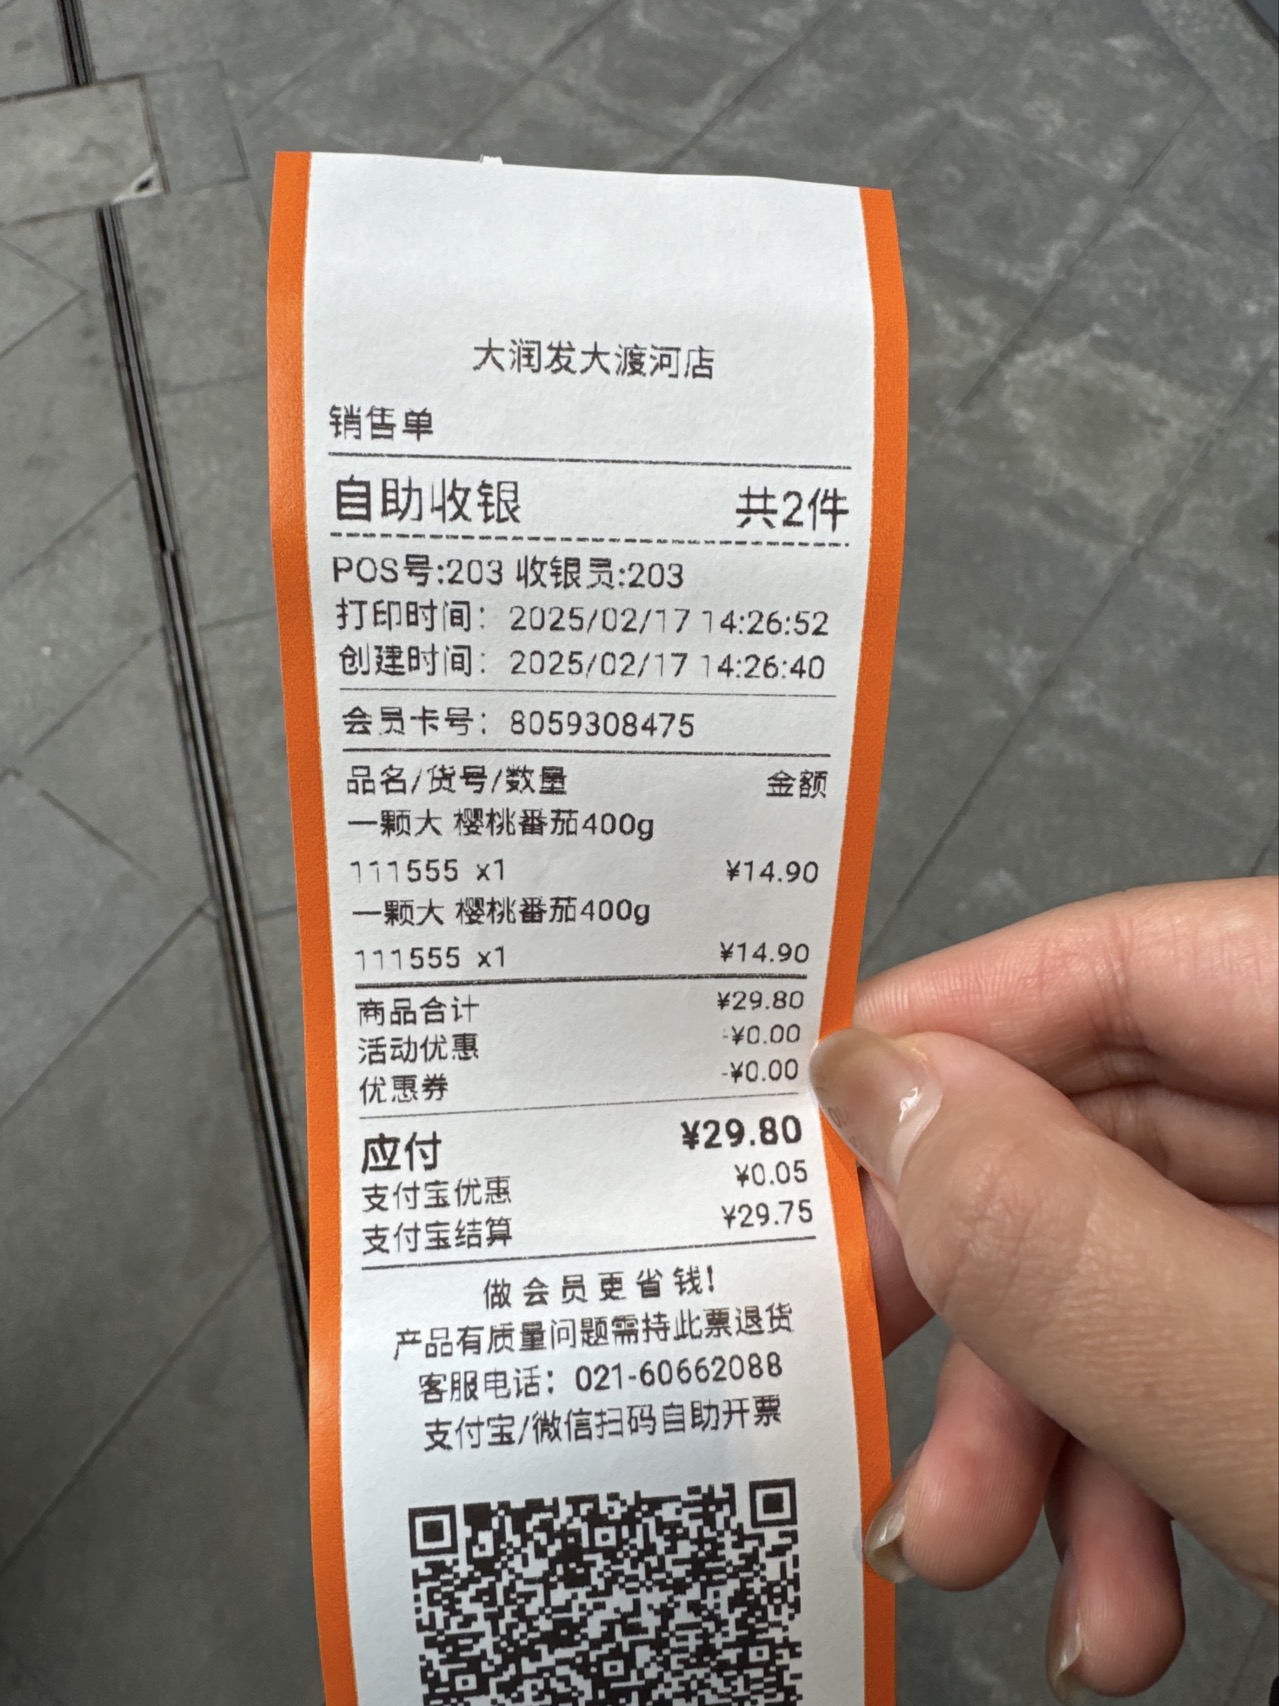 大润发大渡河店
销售单
自助收银 共2件
POS号:203 收银员:203
打印时间：2025/02/17 14:26:52
创建时间：2025/02/17 14:26:40
会员卡号：8059308475
品名/货号/数量 金额
一颗大 樱桃番茄400g
111555 x1 ¥14.90
一颗大 樱桃番茄400g
111555 x1 ¥14.90
商品合计 ¥29.80
活动优惠 -¥0.00
优惠券 -¥0.00
应付 ¥29.80
支付宝优惠 ¥0.05
支付宝结算 ¥29.75
做会员更省钱!
产品有质量问题需持此票退货
客服电话：021-60662088
支付宝/微信扫码自助开票